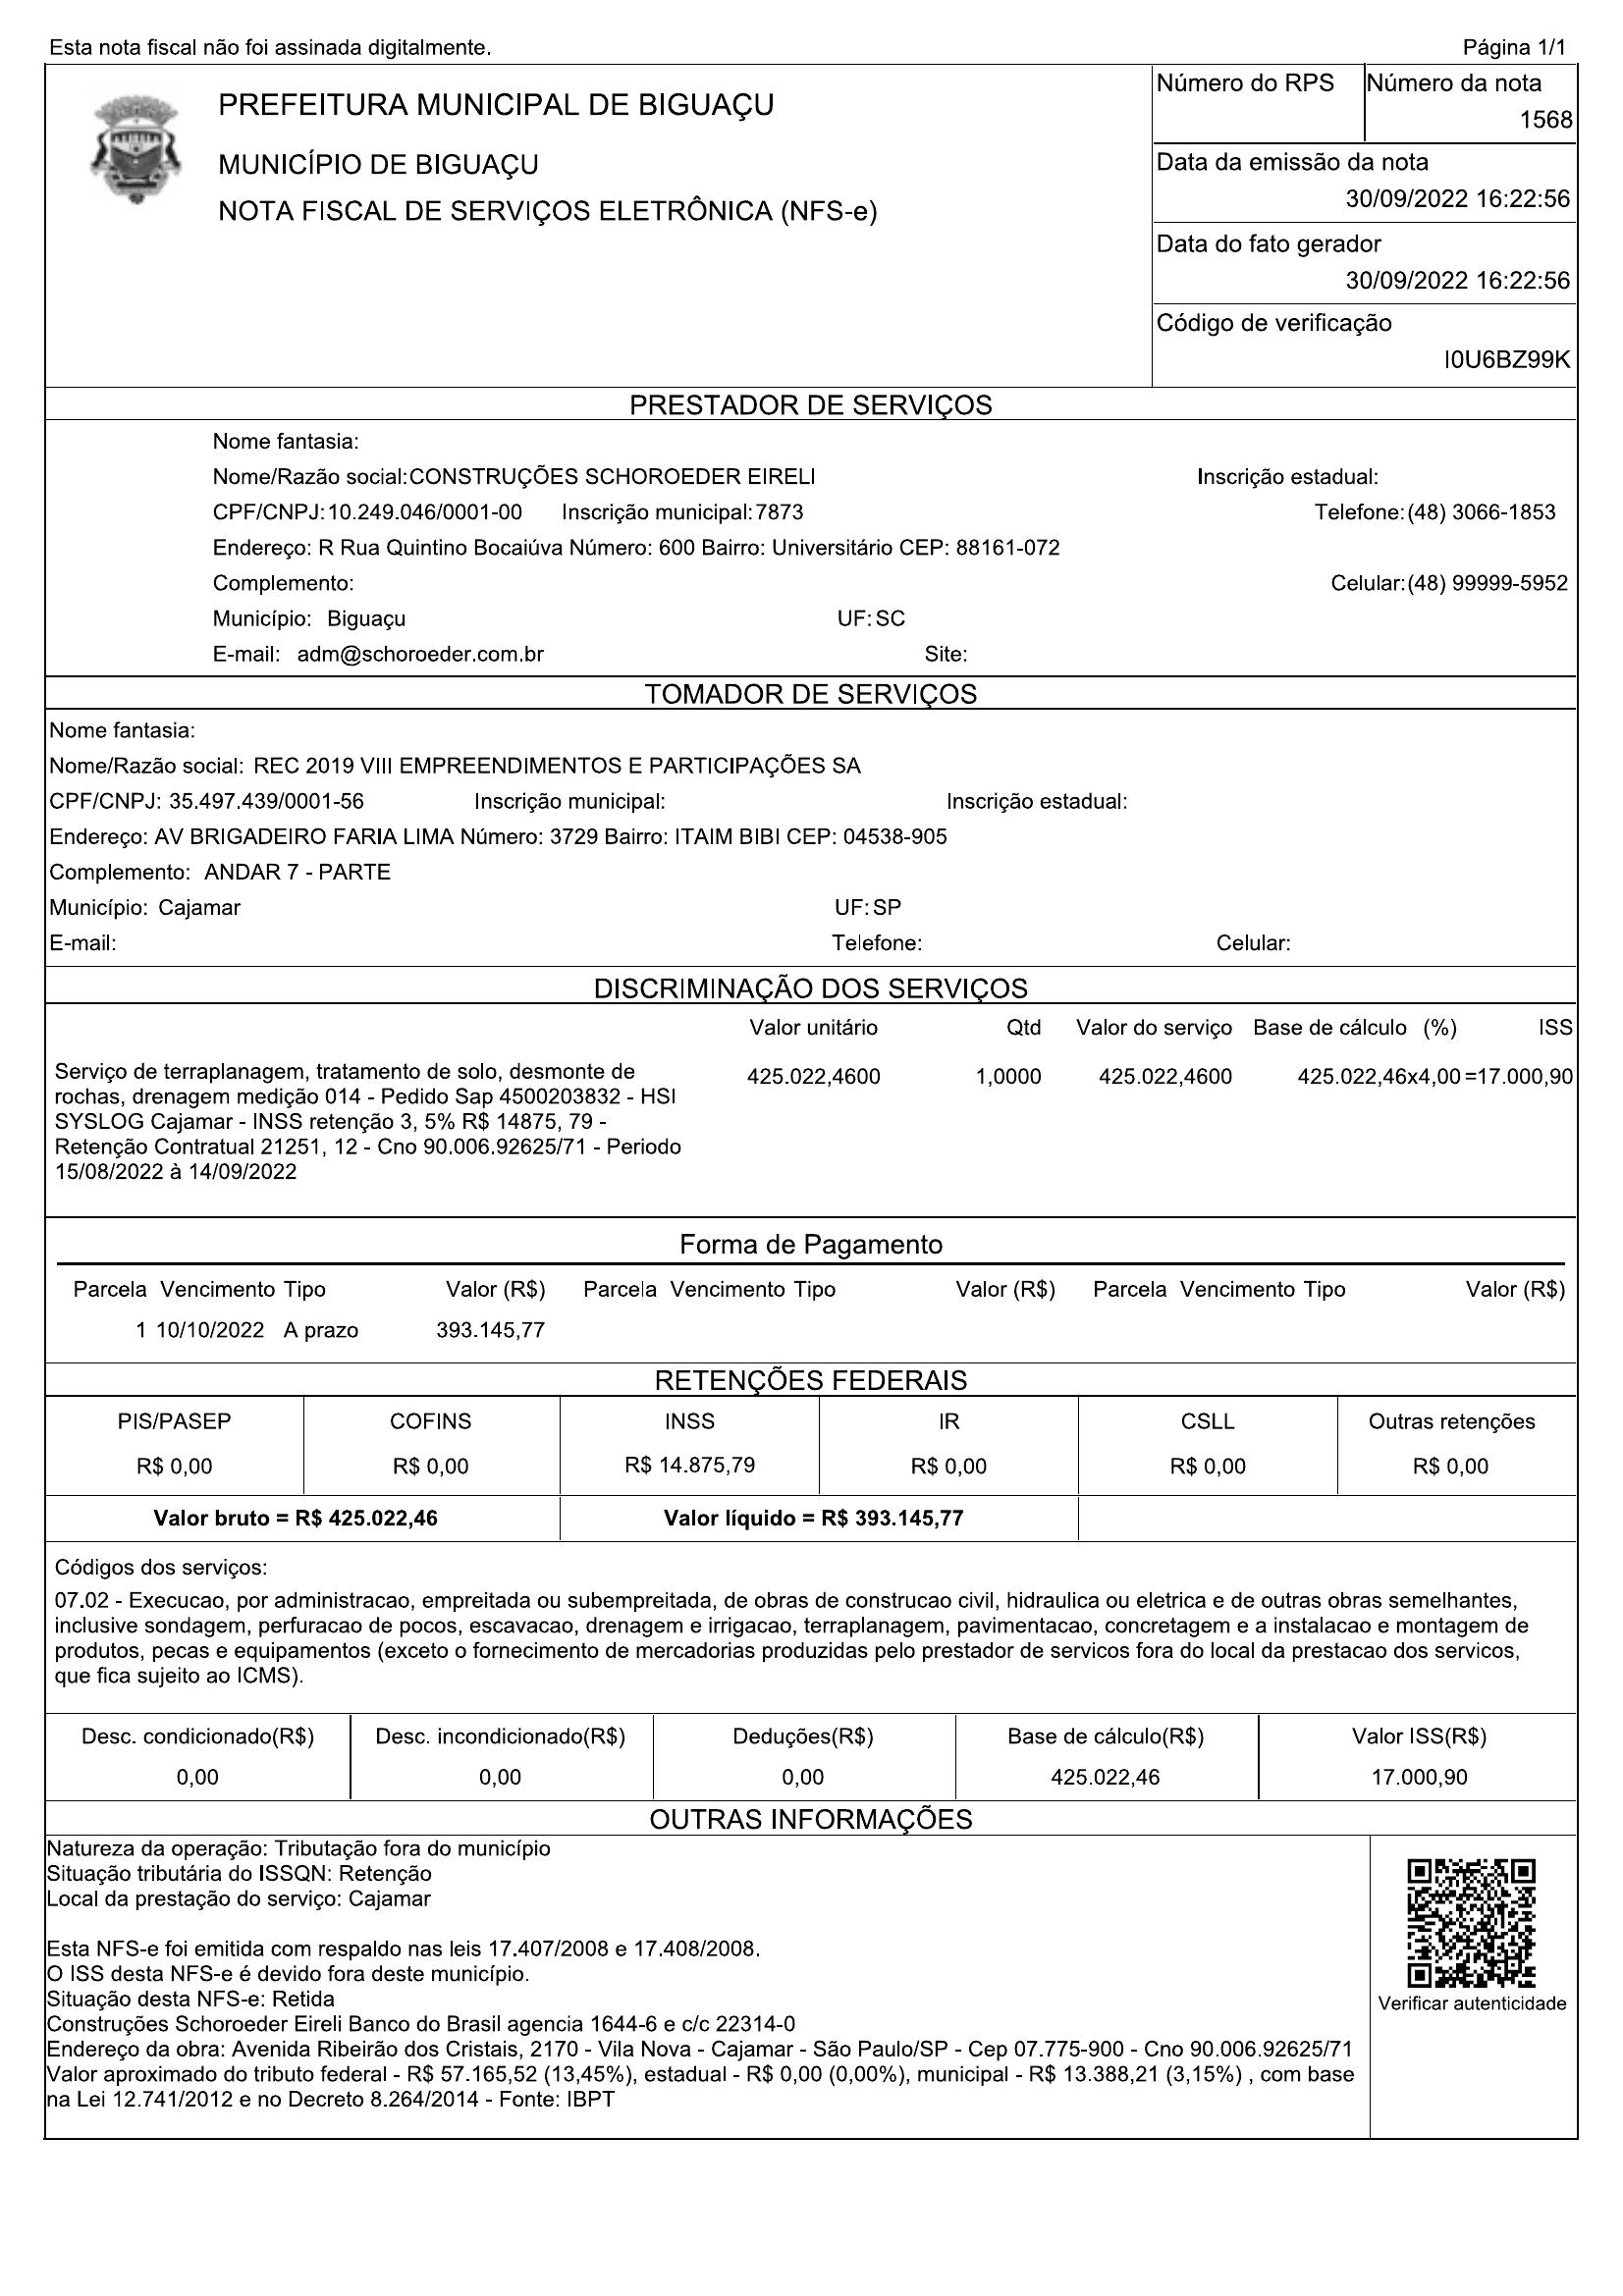 Esta nota fiscal não foi assinada digitalmente.
Página 1/1
PREFEITURA MUNICIPAL DE BIGUAÇU
MUNICÍPIO DE BIGUAÇU
NOTA FISCAL DE SERVIÇOS ELETRÔNICA (NFS-e)
Número do RPS
Número da nota
1568
Data da emissão da nota
30/09/2022 16:22:56
Data do fato gerador
30/09/2022 16:22:56
Código de verificação
I0U6BZ99K
PRESTADOR DE SERVIÇOS
Nome fantasia:
Nome/Razão social: CONSTRUÇÕES SCHOROEDER EIRELI Inscrição estadual:
CPF/CNPJ: 10.249.046/0001-00 Inscrição municipal: 7873 Telefone: (48) 3066-1853
Endereço: R Rua Quintino Bocaiúva Número: 600 Bairro: Universitário CEP: 88161-072
Complemento: Celular: (48) 99999-5952
Município: Biguaçu UF: SC
E-mail: adm@schoroeder.com.br Site:
TOMADOR DE SERVIÇOS
Nome fantasia:
Nome/Razão social: REC 2019 VIII EMPREENDIMENTOS E PARTICIPAÇÕES SA
CPF/CNPJ: 35.497.439/0001-56 Inscrição municipal: Inscrição estadual:
Endereço: AV BRIGADEIRO FARIA LIMA Número: 3729 Bairro: ITAIM BIBI CEP: 04538-905
Complemento: ANDAR 7 - PARTE
Município: Cajamar UF: SP
E-mail: Telefone: Celular:
DISCRIMINAÇÃO DOS SERVIÇOS
Valor unitário Qtd Valor do serviço Base de cálculo (%) ISS
Serviço de terraplanagem, tratamento de solo, desmonte de
rochas, drenagem medição 014 - Pedido Sap 4500203832 - HSI
SYSLOG Cajamar - INSS retenção 3, 5% R$ 14875, 79 -
Retenção Contratual 21251, 12 - Cno 90.006.92625/71 - Periodo
15/08/2022 à 14/09/2022
425.022,4600 1,0000 425.022,4600 425.022,46x4,00 =17.000,90
Forma de Pagamento
Parcela Vencimento Tipo Valor (R$) Parcela Vencimento Tipo Valor (R$) Parcela Vencimento Tipo Valor (R$)
1 10/10/2022 A prazo 393.145,77
RETENÇÕES FEDERAIS
PIS/PASEP COFINS INSS IR CSLL Outras retenções
R$ 0,00 R$ 0,00 R$ 14.875,79 R$ 0,00 R$ 0,00 R$ 0,00
Valor bruto = R$ 425.022,46 Valor líquido = R$ 393.145,77
Códigos dos serviços:
07.02 - Execucao, por administracao, empreitada ou subempreitada, de obras de construcao civil, hidraulica ou eletrica e de outras obras semelhantes,
inclusive sondagem, perfuracao de pocos, escavacao, drenagem e irrigacao, terraplanagem, pavimentacao, concretagem e a instalacao e montagem de
produtos, pecas e equipamentos (exceto o fornecimento de mercadorias produzidas pelo prestador de servicos fora do local da prestacao dos servicos,
que fica sujeito ao ICMS).
Desc. condicionado(R$) Desc. incondicionado(R$) Deduções(R$) Base de cálculo(R$) Valor ISS(R$)
0,00 0,00 0,00 425.022,46 17.000,90
OUTRAS INFORMAÇÕES
Natureza da operação: Tributação fora do município
Situação tributária do ISSQN: Retenção
Local da prestação do serviço: Cajamar
Esta NFS-e foi emitida com respaldo nas leis 17.407/2008 e 17.408/2008.
O ISS desta NFS-e é devido fora deste município.
Situação desta NFS-e: Retida
Construções Schoroeder Eireli Banco do Brasil agencia 1644-6 e c/c 22314-0
Endereço da obra: Avenida Ribeirão dos Cristais, 2170 - Vila Nova - Cajamar - São Paulo/SP - Cep 07.775-900 - Cno 90.006.92625/71
Valor aproximado do tributo federal - R$ 57.165,52 (13,45%), estadual - R$ 0,00 (0,00%), municipal - R$ 13.388,21 (3,15%) , com base
na Lei 12.741/2012 e no Decreto 8.264/2014 - Fonte: IBPT
Verificar autenticidade